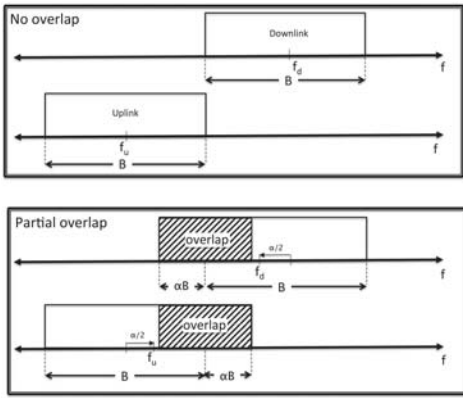 No overlap
Downlink
f_d
f
B
Uplink
f_u
f
B
Partial overlap
overlap
α/2
f_d
f
αB
B
overlap
α/2
f_u
f
B
αB